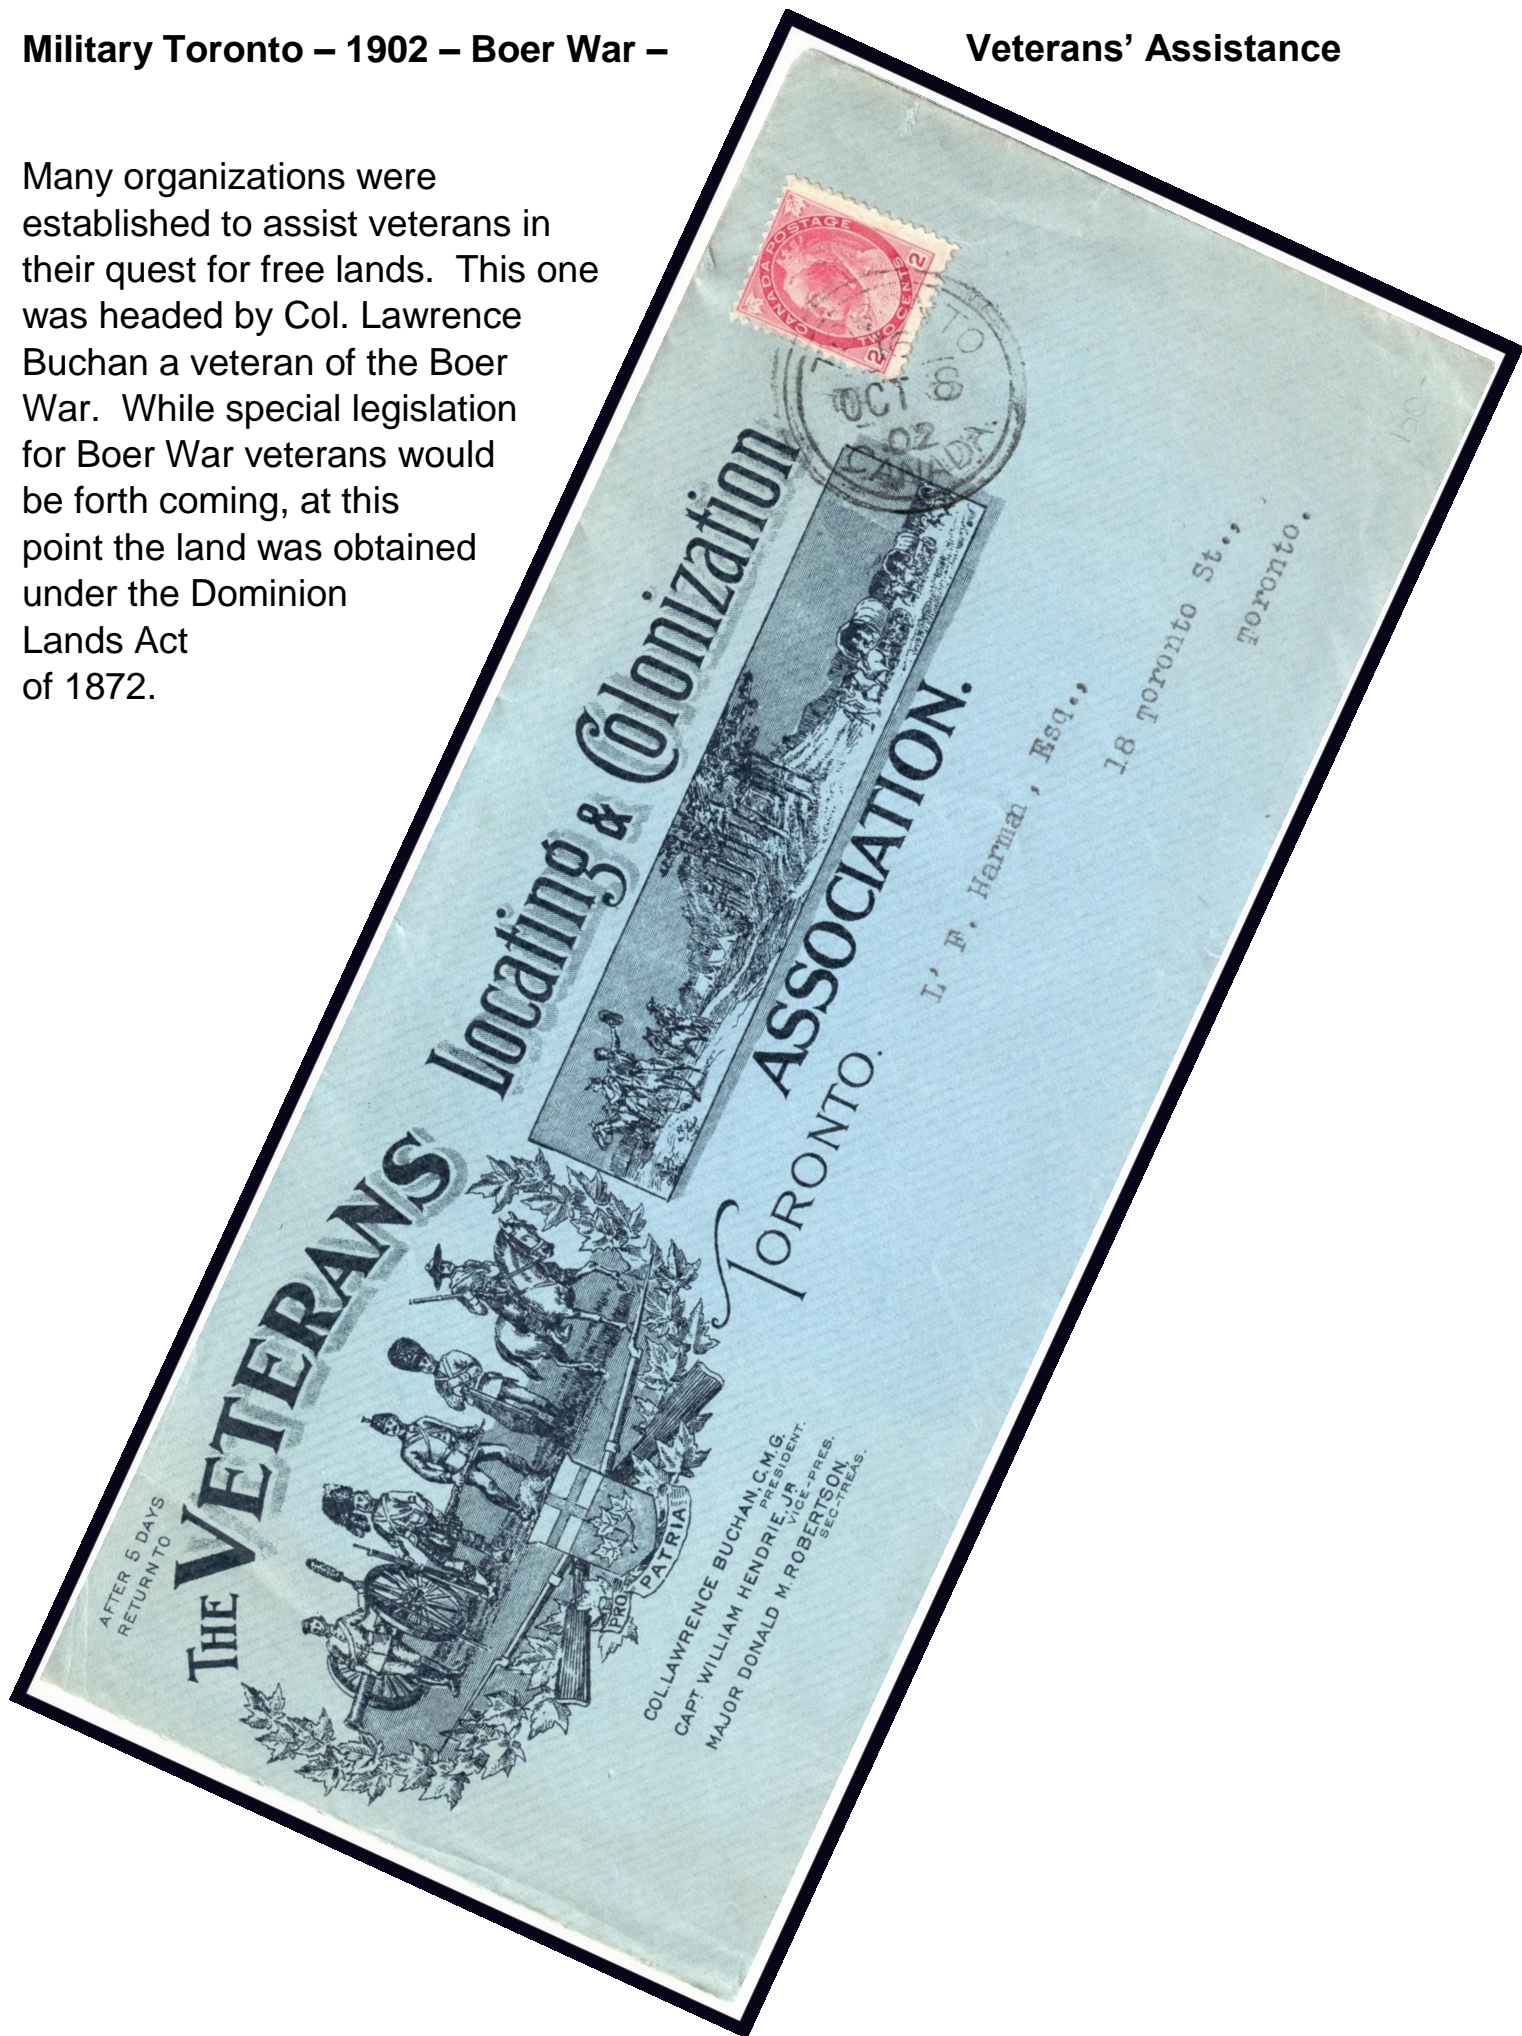 Military Toronto – 1902 – Boer War – Veterans’ Assistance
Many organizations were
established to assist veterans in
their quest for free lands.  This one
was headed by Col. Lawrence
Buchan a veteran of the Boer
War.  While special legislation
for Boer War veterans would
be forth coming, at this
point the land was obtained
under the Dominion
Lands Act
of 1872.
AFTER 5 DAYS
RETURN TO
THE VETERANS Locating & Colonization
ASSOCIATION.
TORONTO.
PRO PATRIA
COL. LAWRENCE BUCHAN, C.M.G.
PRESIDENT.
CAPT WILLIAM HENDRIE, JR
VICE-PRES.
MAJOR DONALD M. ROBERTSON,
SEC-TREAS.
CANADA POSTAGE
2 TWO CENTS 2
OCT 8
02
CANADA.
L' F. Harman, Esq.,
18 Toronto St.,
Toronto.